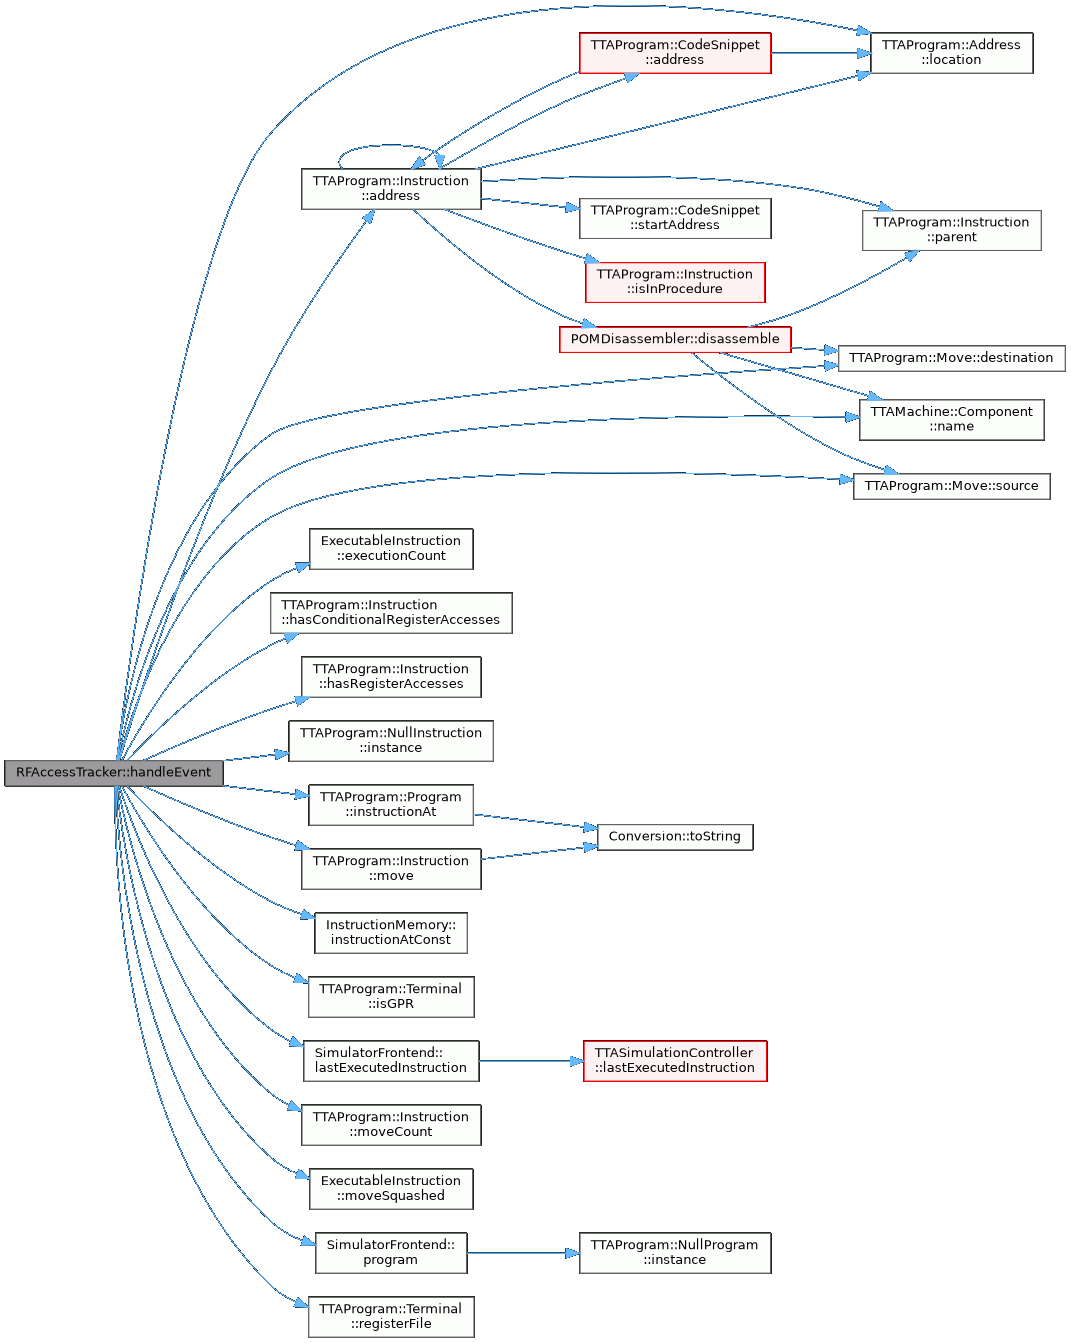 TTAProgram::CodeSnippet
::address
TTAProgram::Address
::location
TTAProgram::Instruction
::address
TTAProgram::CodeSnippet
::startAddress
TTAProgram::Instruction
::parent
TTAProgram::Instruction
::isInProcedure
POMDisassembler::disassemble
TTAProgram::Move::destination
TTAMachine::Component
::name
TTAProgram::Move::source
ExecutableInstruction
::executionCount
TTAProgram::Instruction
::hasConditionalRegisterAccesses
TTAProgram::Instruction
::hasRegisterAccesses
TTAProgram::NullInstruction
::instance
RFAccessTracker::handleEvent
TTAProgram::Program
::instructionAt
Conversion::toString
TTAProgram::Instruction
::move
InstructionMemory::
instructionAtConst
TTAProgram::Terminal
::isGPR
SimulatorFrontend::
lastExecutedInstruction
TTASimulationController
::lastExecutedInstruction
TTAProgram::Instruction
::moveCount
ExecutableInstruction
::moveSquashed
SimulatorFrontend::
program
TTAProgram::NullProgram
::instance
TTAProgram::Terminal
::registerFile